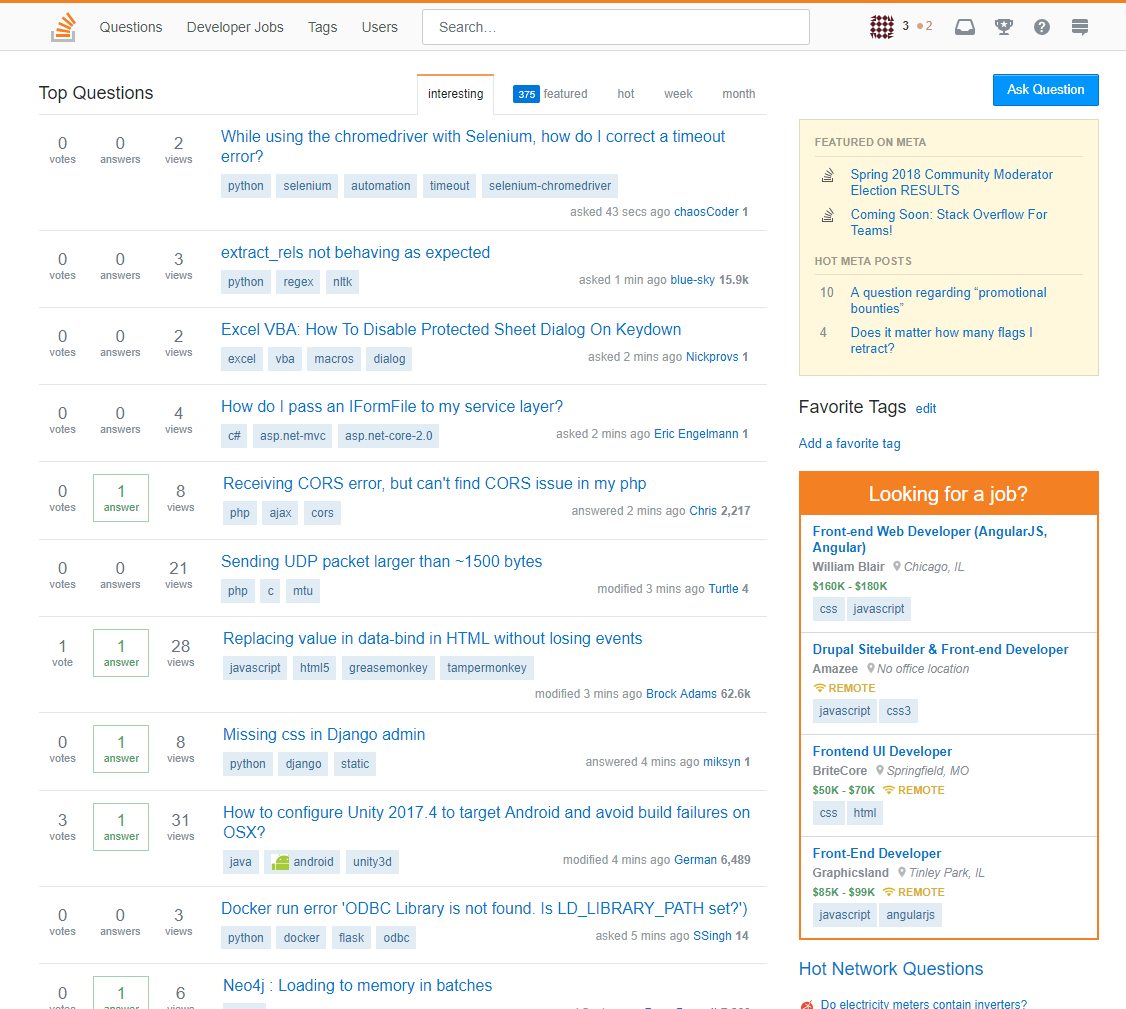 Questions Developer Jobs Tags Users Search... 3 2
Top Questions
interesting 375 featured hot week month
Ask Question
0 votes 0 answers 2 views
While using the chromedriver with Selenium, how do I correct a timeout
error?
python selenium automation timeout selenium-chromedriver
asked 43 secs ago chaosCoder 1
0 votes 0 answers 3 views
extract_rels not behaving as expected
python regex nltk
asked 1 min ago blue-sky 15.9k
0 votes 0 answers 2 views
Excel VBA: How To Disable Protected Sheet Dialog On Keydown
excel vba macros dialog
asked 2 mins ago Nickprovs 1
0 votes 0 answers 4 views
How do I pass an IFormFile to my service layer?
c# asp.net-mvc asp.net-core-2.0
asked 2 mins ago Eric Engelmann 1
0 votes 1 answer 8 views
Receiving CORS error, but can't find CORS issue in my php
php ajax cors
answered 2 mins ago Chris 2,217
0 votes 0 answers 21 views
Sending UDP packet larger than ~1500 bytes
php c mtu
modified 3 mins ago Turtle 4
1 vote 1 answer 28 views
Replacing value in data-bind in HTML without losing events
javascript html5 greasemonkey tampermonkey
modified 3 mins ago Brock Adams 62.6k
0 votes 1 answer 8 views
Missing css in Django admin
python django static
answered 4 mins ago miksyn 1
3 votes 1 answer 31 views
How to configure Unity 2017.4 to target Android and avoid build failures on
OSX?
java android unity3d
modified 4 mins ago German 6,489
0 votes 0 answers 3 views
Docker run error 'ODBC Library is not found. Is LD_LIBRARY_PATH set?')
python docker flask odbc
asked 5 mins ago SSingh 14
0 votes 1 answer 6 views
Neo4j : Loading to memory in batches
FEATURED ON META
Spring 2018 Community Moderator
Election RESULTS
Coming Soon: Stack Overflow For
Teams!
HOT META POSTS
10 A question regarding “promotional
bounties”
4 Does it matter how many flags I
retract?
Favorite Tags edit
Add a favorite tag
Looking for a job?
Front-end Web Developer (AngularJS,
Angular)
William Blair Chicago, IL
$160K - $180K
css javascript
Drupal Sitebuilder & Front-end Developer
Amazee No office location
REMOTE
javascript css3
Frontend UI Developer
BriteCore Springfield, MO
$50K - $70K REMOTE
css html
Front-End Developer
Graphicsland Tinley Park, IL
$85K - $99K REMOTE
javascript angularjs
Hot Network Questions
Do electricity meters contain inverters?